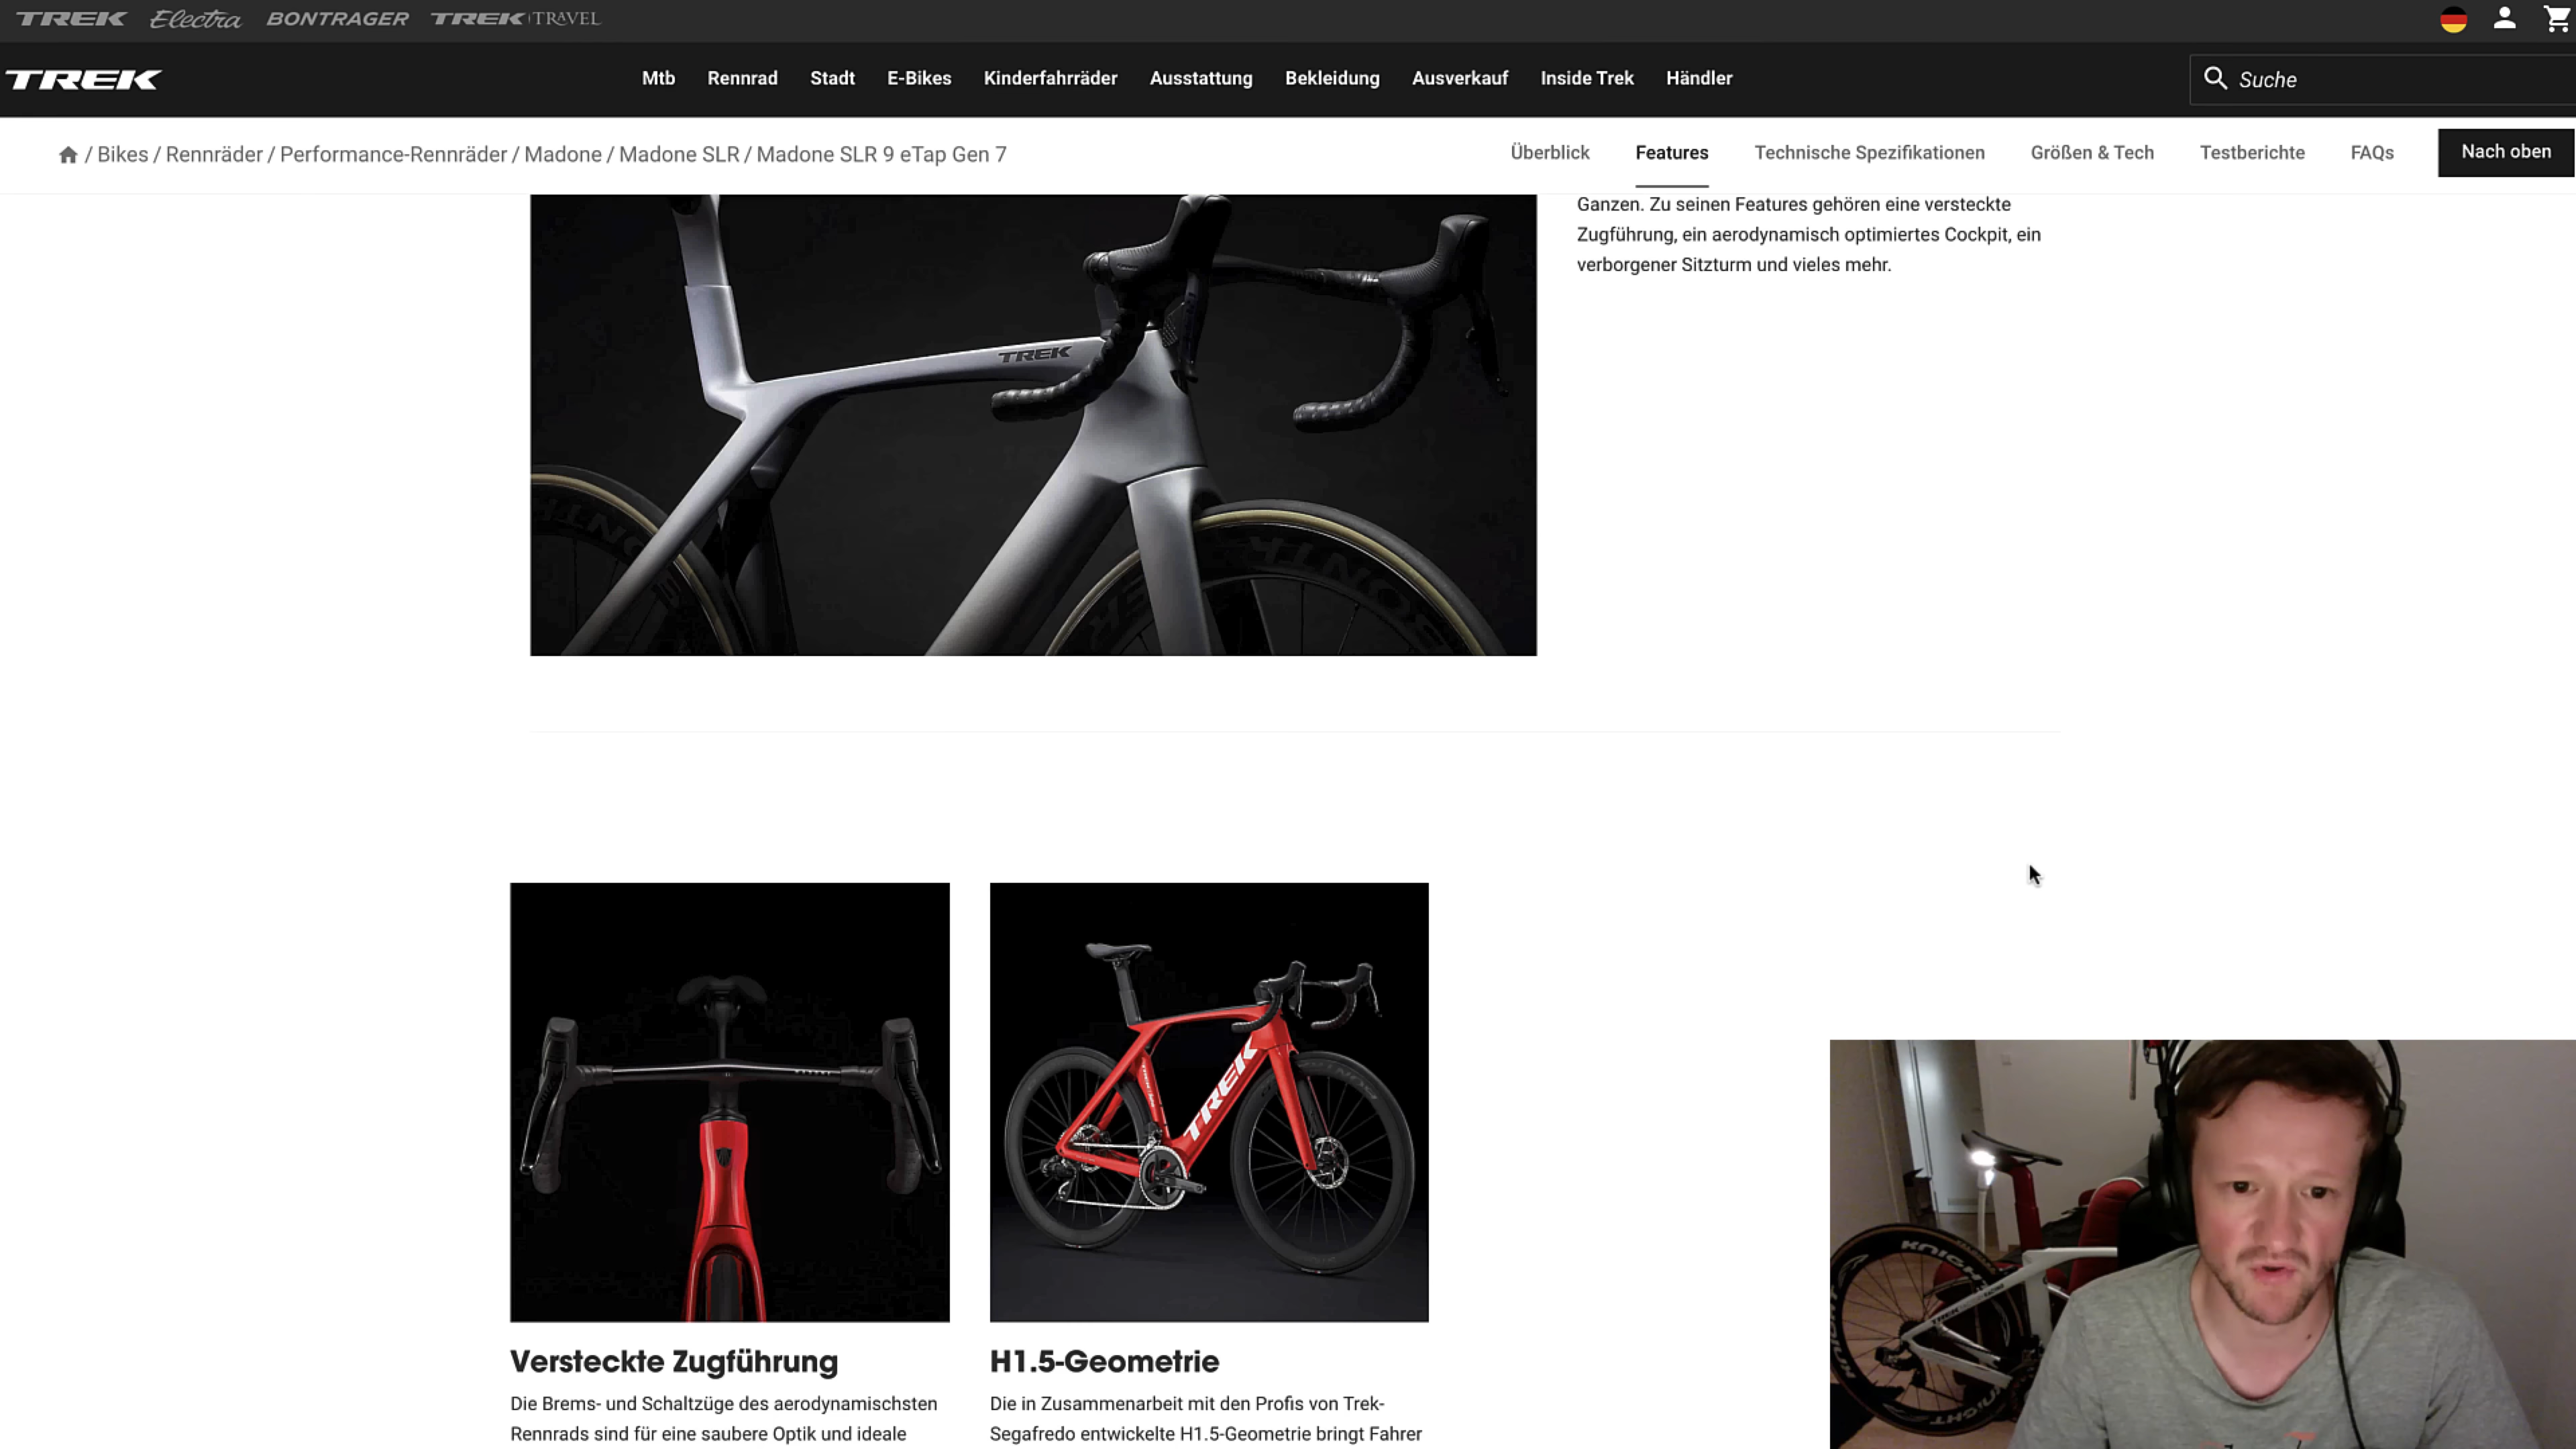 TREK Electra BONTRAGER TREK TRAVEL
TREK Mtb Rennrad Stadt E-Bikes Kinderfahrräder Ausstattung Bekleidung Ausverkauf Inside Trek Händler Suche
/ Bikes / Rennräder / Performance-Rennräder / Madone / Madone SLR / Madone SLR 9 eTap Gen 7
Überblick Features Technische Spezifikationen Größen & Tech Testberichte FAQs Nach oben
Ganzen. Zu seinen Features gehören eine versteckte
Zugführung, ein aerodynamisch optimiertes Cockpit, ein
verborgener Sitzturm und vieles mehr.
TREK
TREK
KNIGHT
KNIGHT
Versteckte Zugführung
Die Brems- und Schaltzüge des aerodynamischsten
Rennrads sind für eine saubere Optik und ideale
H1.5-Geometrie
Die in Zusammenarbeit mit den Profis von Trek-
Segafredo entwickelte H1.5-Geometrie bringt Fahrer